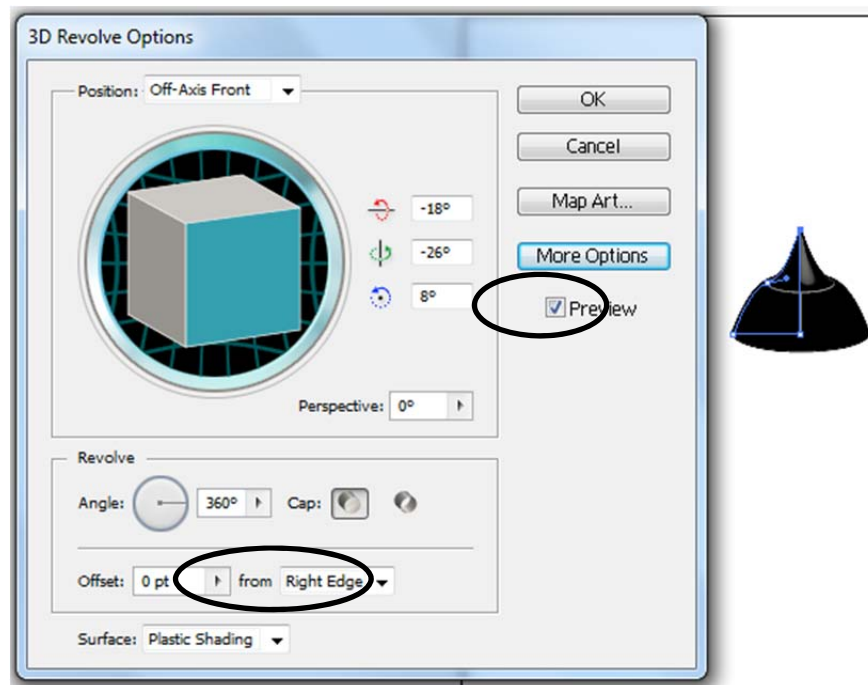 3D Revolve Options
Position: Off-Axis Front
OK
Cancel
Map Art...
More Options
Preview
-18°
-26°
8°
Perspective: 0°
Revolve
Angle: 360° Cap:
Offset: 0 pt from Right Edge
Surface: Plastic Shading